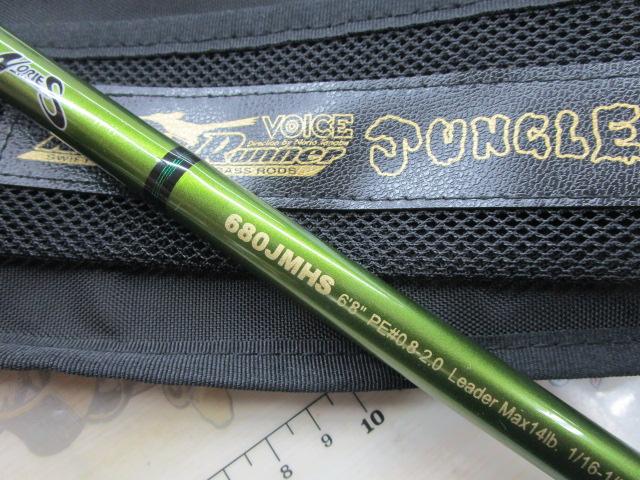 NORIES
VOICE
Direction by Norio Tanabe
Runner
JUNGLE
BASS RODS
680JMHS 6'8" PE#0.8-2.0 Leader Max14lb. 1/16-1/
8 9 10